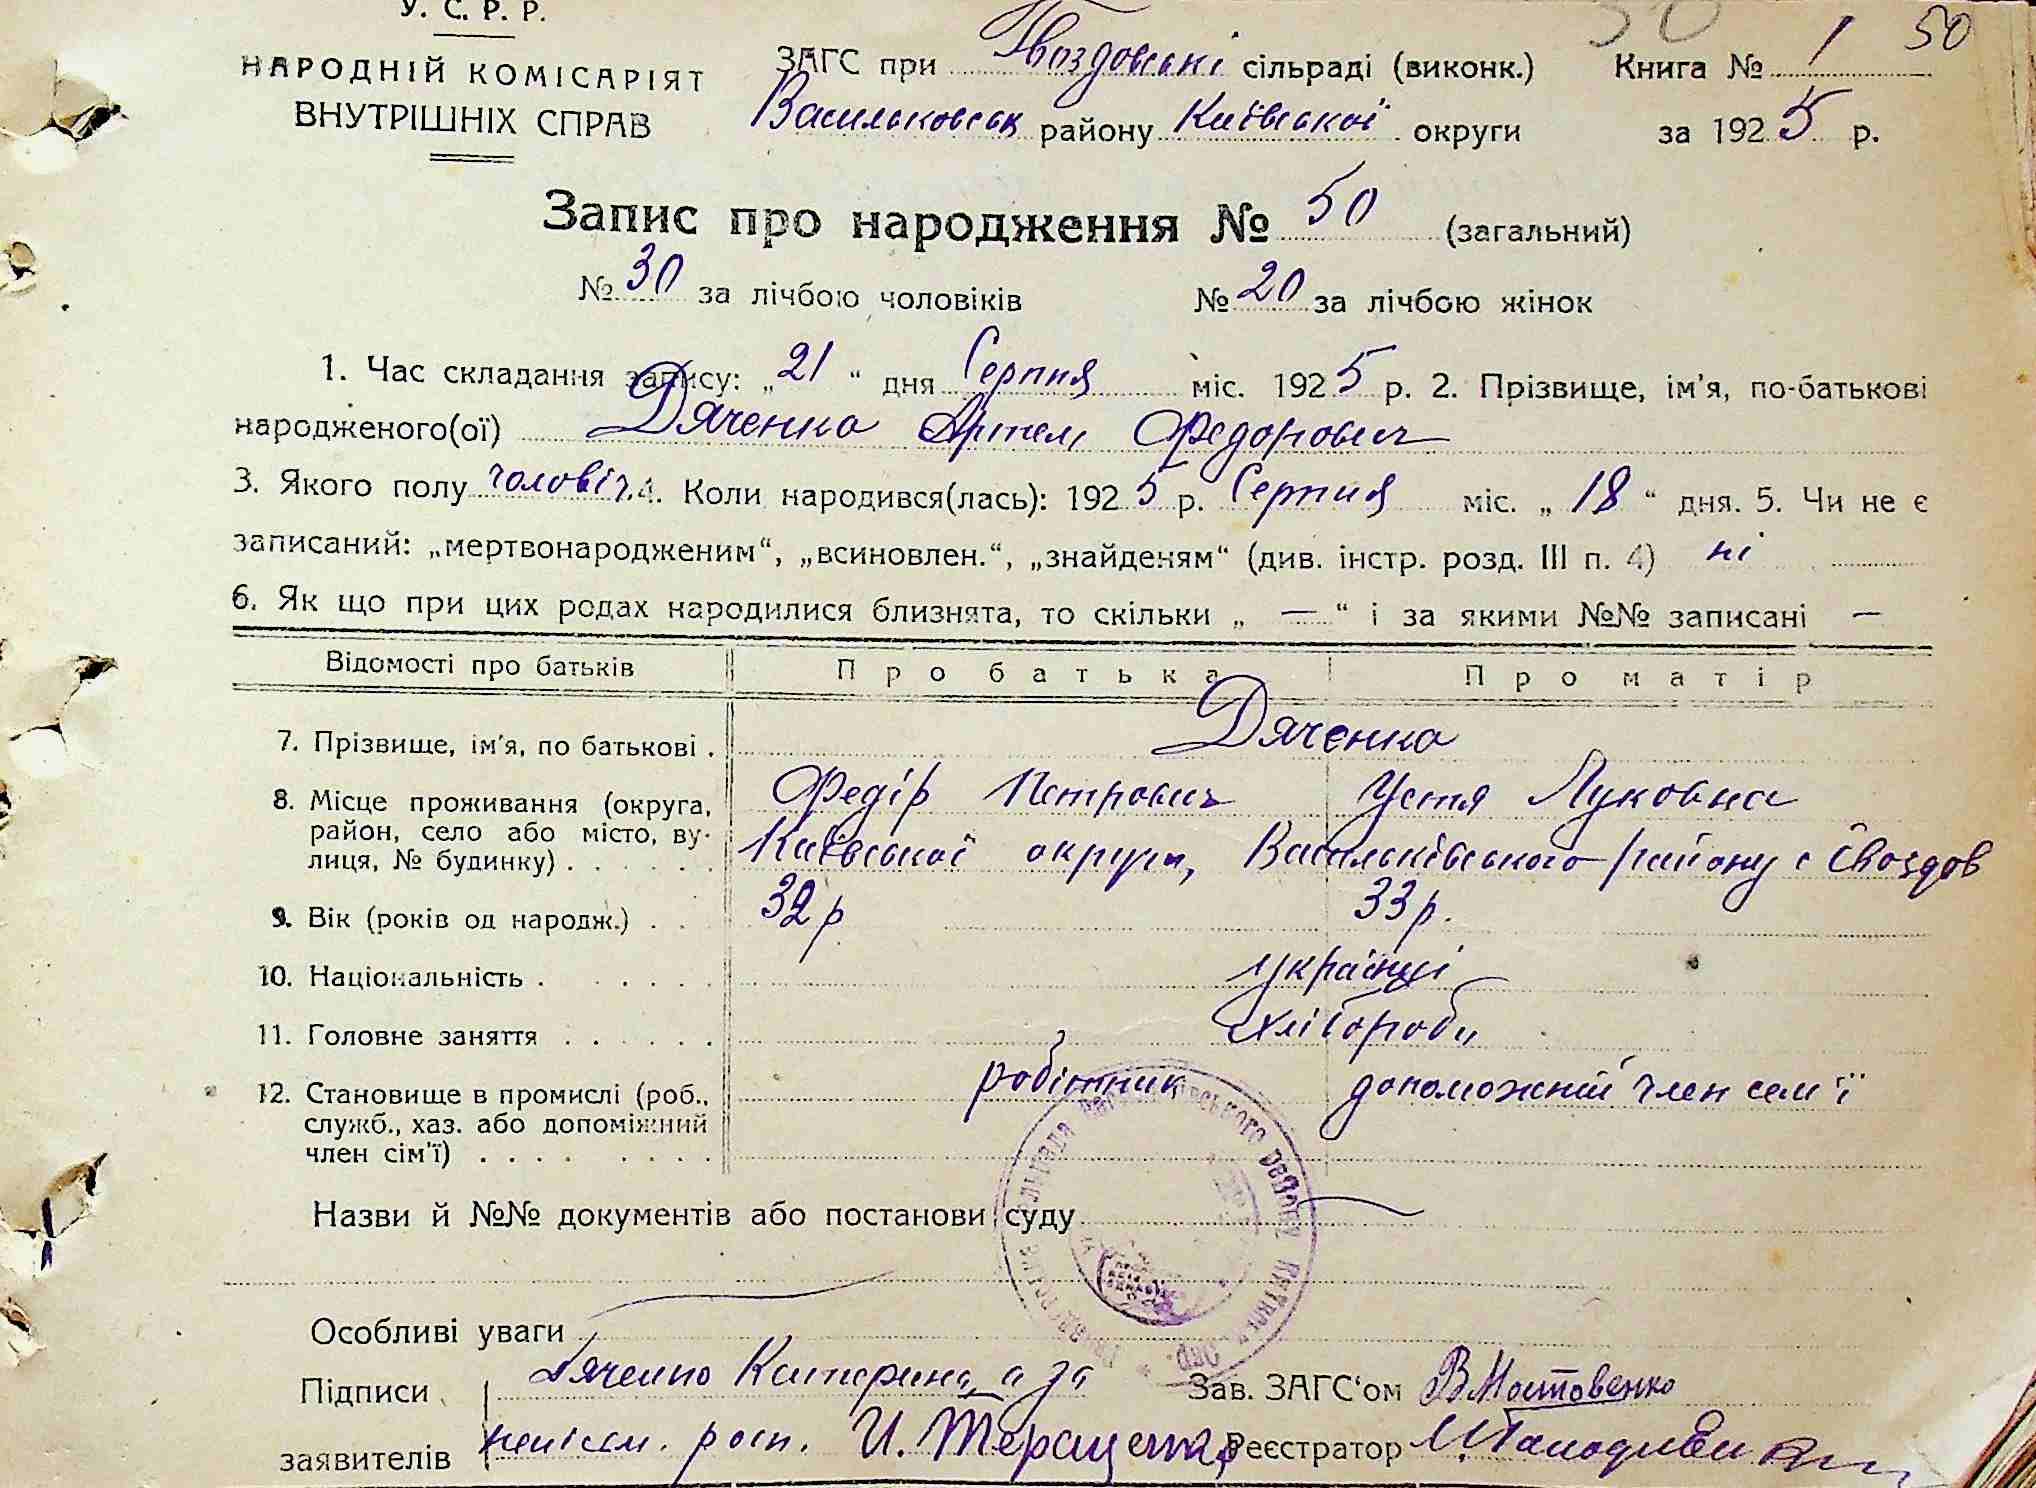 У. С. Р. Р.
НАРОДНІЙ КОМІСАРІЯТ
ВНУТРІШНІХ СПРАВ
ЗАГС при Гвоздовські сільраді (виконк.) Книга № 1 50
Васильковськ району Київської округи за 1925 р.
Запис про народження № 50 (загальний)
№ 30 за лічбою чоловіків № 20 за лічбою жінок
1. Час складання запису: „21“ дня Серпня міс. 1925 р. 2. Прізвище, ім'я, по-батькові
народженого(ої) Дяченко Артем Федорович
3. Якого полу чоловіч. 4. Коли народився(лась): 1925 р. Серпня міс. „18“ дня. 5. Чи не є
записаний: „мертвонародженим“, „всиновлен.“, „знайденям“ (див. інстр. розд. III п. 4) ні
6. Як що при цих родах народилися близнята, то скільки „ — “ і за якими №№ записані —
Відомості про батьків Про батька Про матір
7. Прізвище, ім'я, по батькові . Дяченко
8. Місце проживання (округа, Федір Петрович Устя Луковна
район, село або місто, ву-
лиця, № будинку) . . . . . Київської округи, Васильківського району с Гвоздов
9. Вік (років од народж.) . . 32 р 33 р.
10. Національність . . . . . . українці
11. Головне заняття . . . . . . хлібороби
12. Становище в промислі (роб., робітник допоможний член сем'ї
служб., хаз. або допоміжний
член сім'ї) . . . . . . . .
Назви й №№ документів або постанови суду
Особливі уваги
Підписи Дяченко Катерина а за Зав. ЗАГС'ом В Мостовенко
заявителів неписм. росп. И. Терещенко Реєстратор